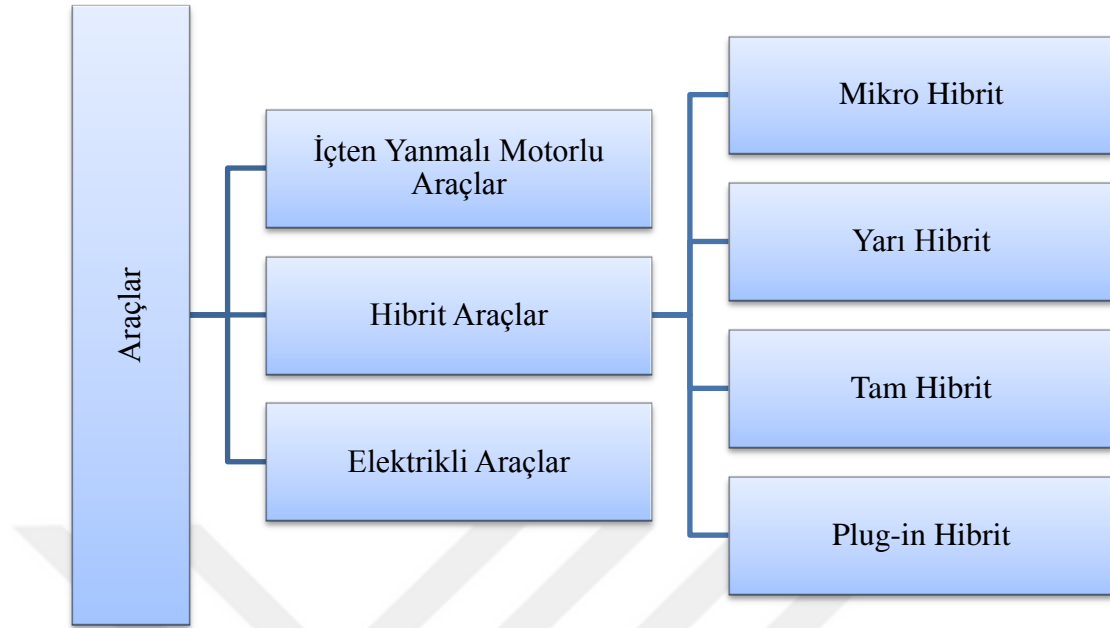 Araçlar
İçten Yanmalı Motorlu
Araçlar
Hibrit Araçlar
Elektrikli Araçlar
Mikro Hibrit
Yarı Hibrit
Tam Hibrit
Plug-in Hibrit